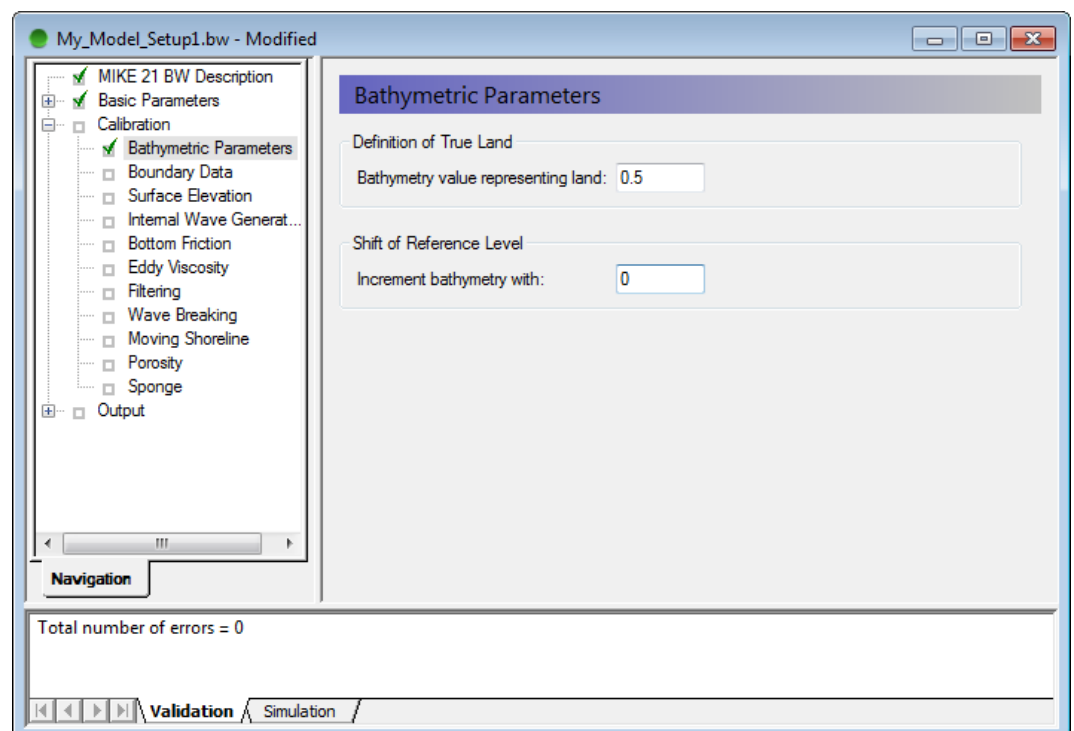 My_Model_Setup1.bw - Modified
MIKE 21 BW Description
Basic Parameters
Calibration
Bathymetric Parameters
Boundary Data
Surface Elevation
Internal Wave Generat...
Bottom Friction
Eddy Viscosity
Filtering
Wave Breaking
Moving Shoreline
Porosity
Sponge
Output
Navigation
Bathymetric Parameters
Definition of True Land
Bathymetry value representing land: 0.5
Shift of Reference Level
Increment bathymetry with: 0
Total number of errors = 0
Validation Simulation